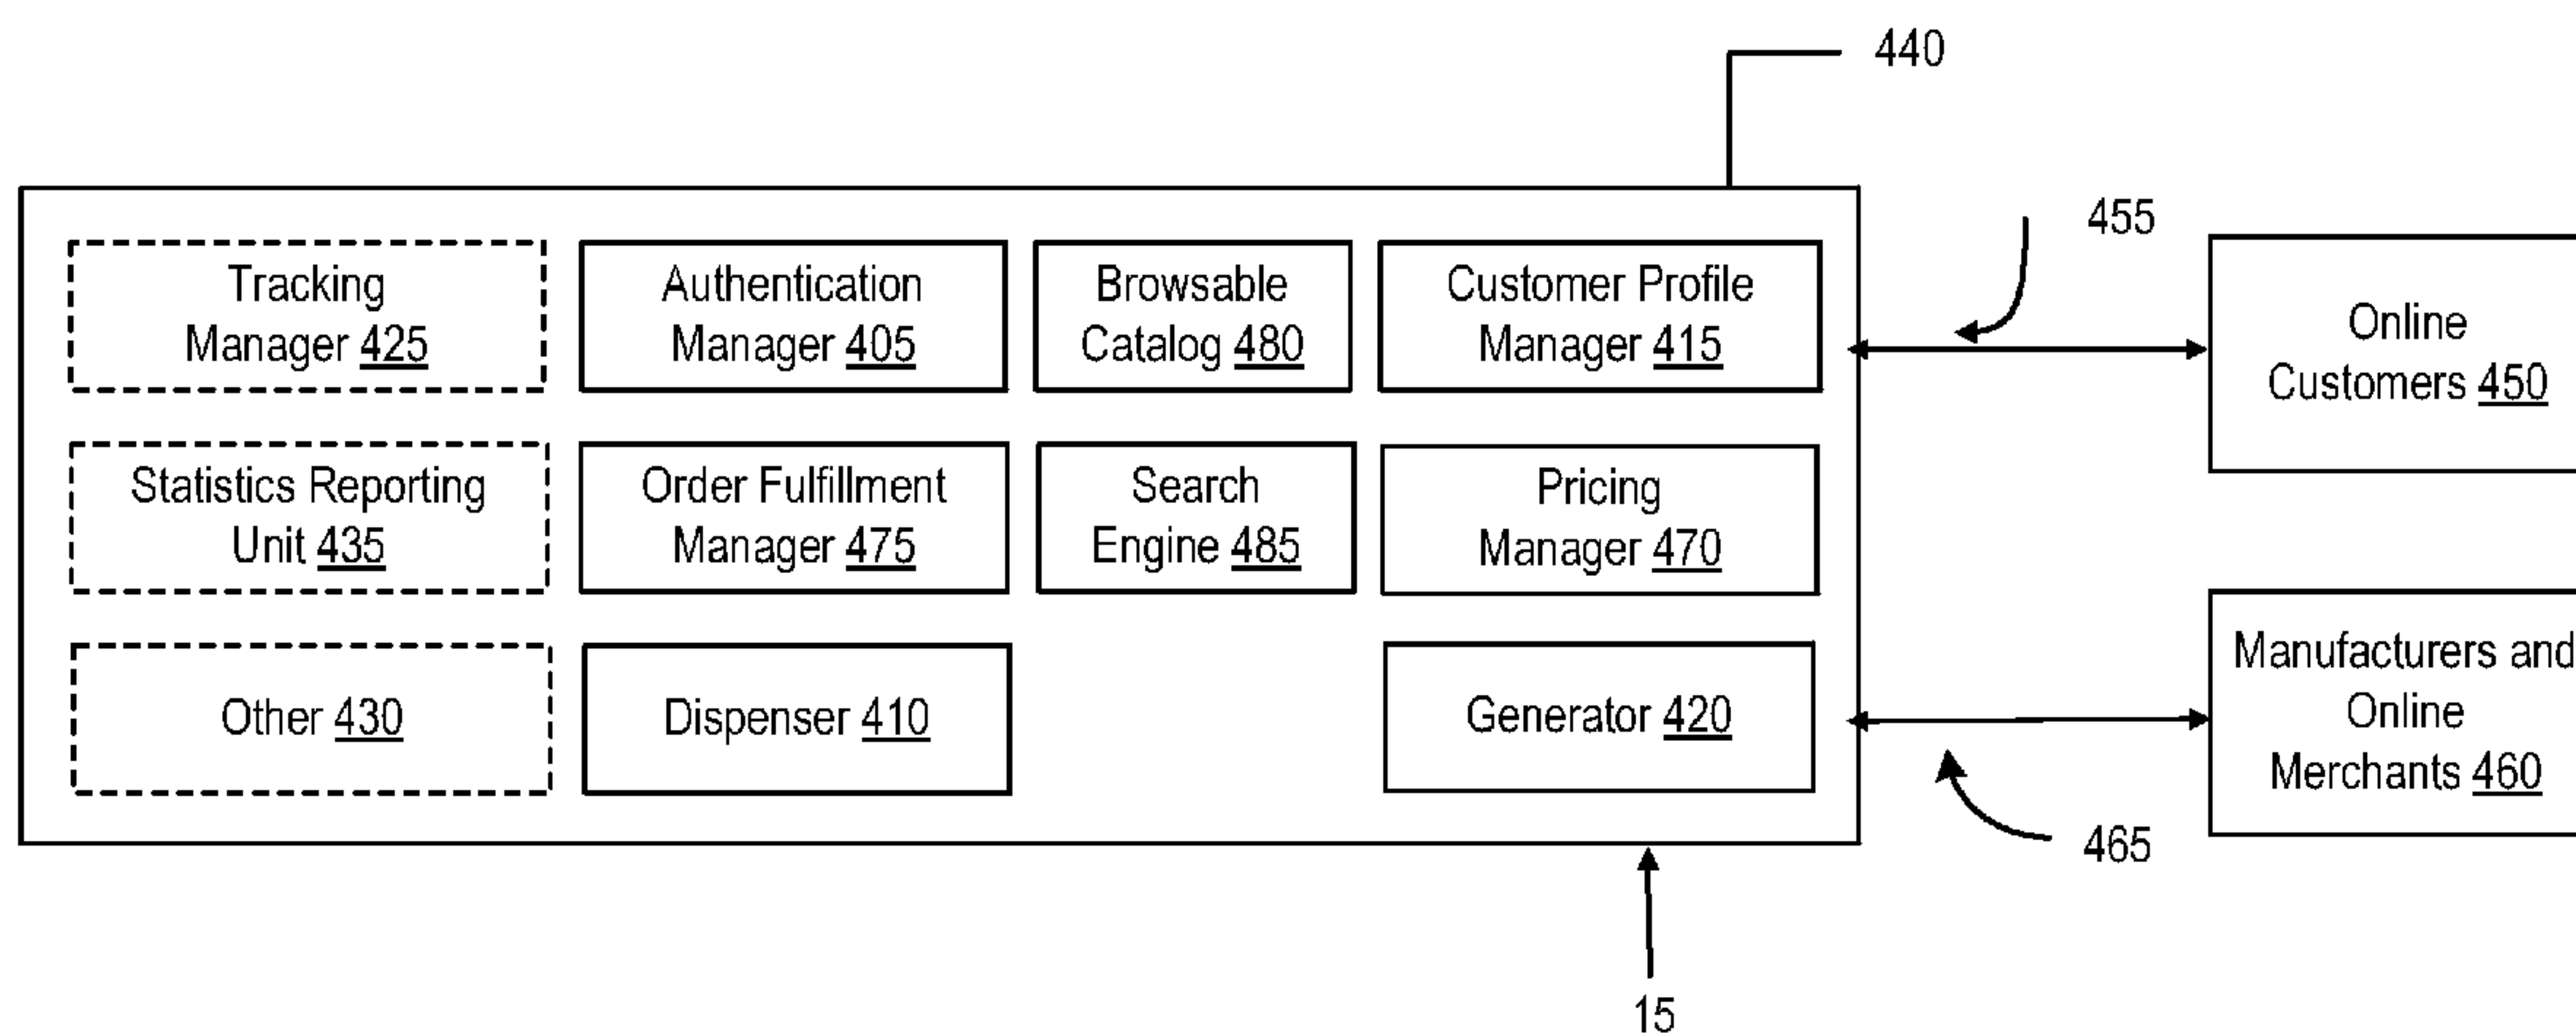 440
455
Tracking
Manager 425
Authentication
Manager 405
Browsable
Catalog 480
Customer Profile
Manager 415
Online
Customers 450
Statistics Reporting
Unit 435
Order Fulfillment
Manager 475
Search
Engine 485
Pricing
Manager 470
Other 430
Dispenser 410
Generator 420
Manufacturers and
Online
Merchants 460
465
15